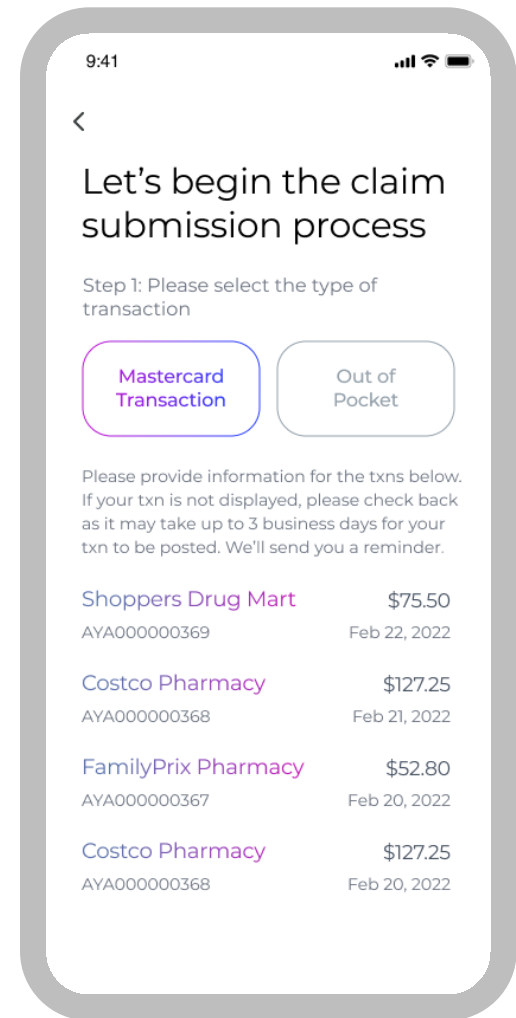 9:41
Let’s begin the claim
submission process
Step 1: Please select the type of
transaction
Mastercard
Transaction
Out of
Pocket
Please provide information for the txns below.
If your txn is not displayed, please check back
as it may take up to 3 business days for your
txn to be posted. We’ll send you a reminder.
Shoppers Drug Mart $75.50
AYA000000369 Feb 22, 2022
Costco Pharmacy $127.25
AYA000000368 Feb 21, 2022
FamilyPrix Pharmacy $52.80
AYA000000367 Feb 20, 2022
Costco Pharmacy $127.25
AYA000000368 Feb 20, 2022